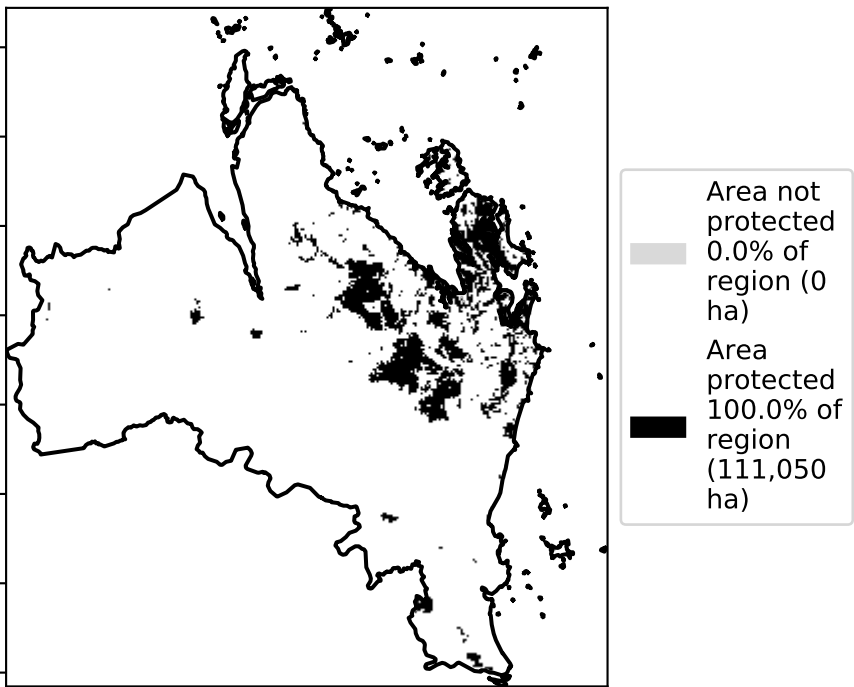 Area not
protected
0.0% of
region (0
ha)
Area
protected
100.0% of
region
(111,050
ha)